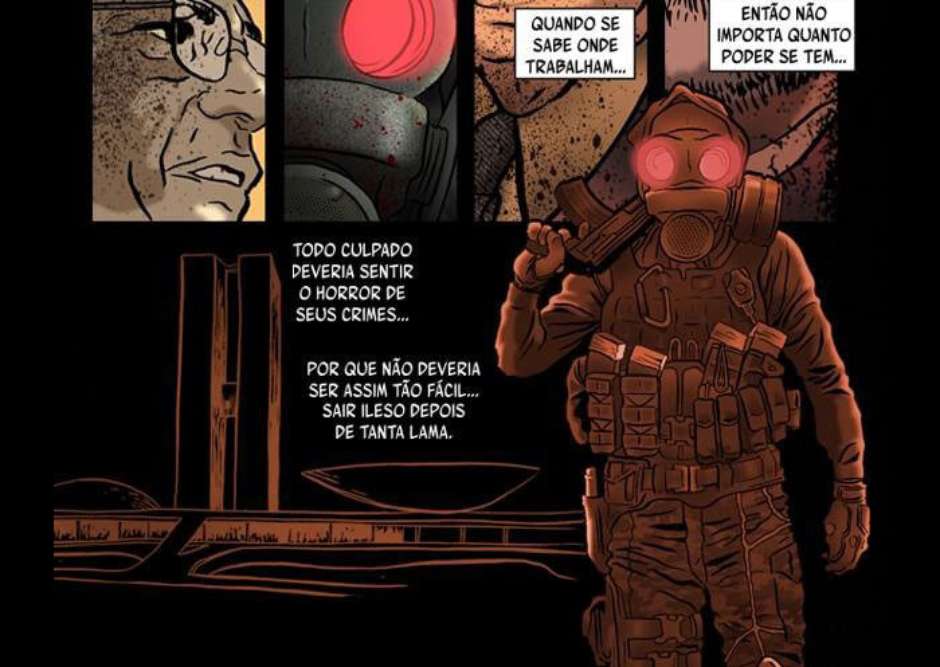 QUANDO SE
SABE ONDE
TRABALHAM...
ENTÃO NÃO
IMPORTA QUANTO
PODER SE TEM...
TODO CULPADO
DEVERIA SENTIR
O HORROR DE
SEUS CRIMES...
POR QUE NÃO DEVERIA
SER ASSIM TÃO FÁCIL...
SAIR ILESO DEPOIS
DE TANTA LAMA.